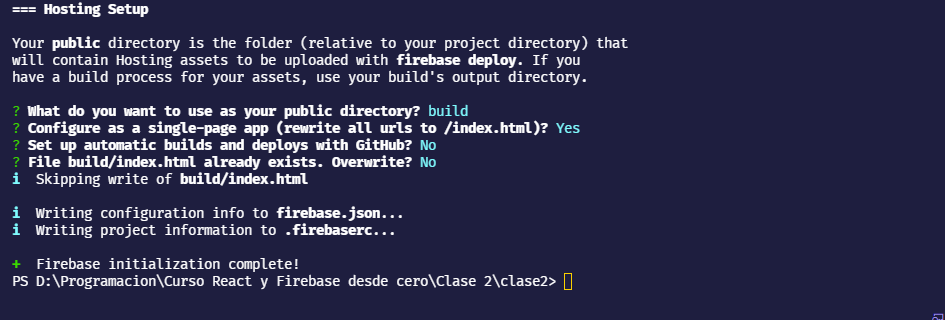 === Hosting Setup
Your public directory is the folder (relative to your project directory) that
will contain Hosting assets to be uploaded with firebase deploy. If you
have a build process for your assets, use your build's output directory.
? What do you want to use as your public directory? build
? Configure as a single-page app (rewrite all urls to /index.html)? Yes
? Set up automatic builds and deploys with GitHub? No
? File build/index.html already exists. Overwrite? No
i  Skipping write of build/index.html
i  Writing configuration info to firebase.json...
i  Writing project information to .firebaserc...
+  Firebase initialization complete!
PS D:\Programacion\Curso React y Firebase desde cero\Clase 2\clase2>